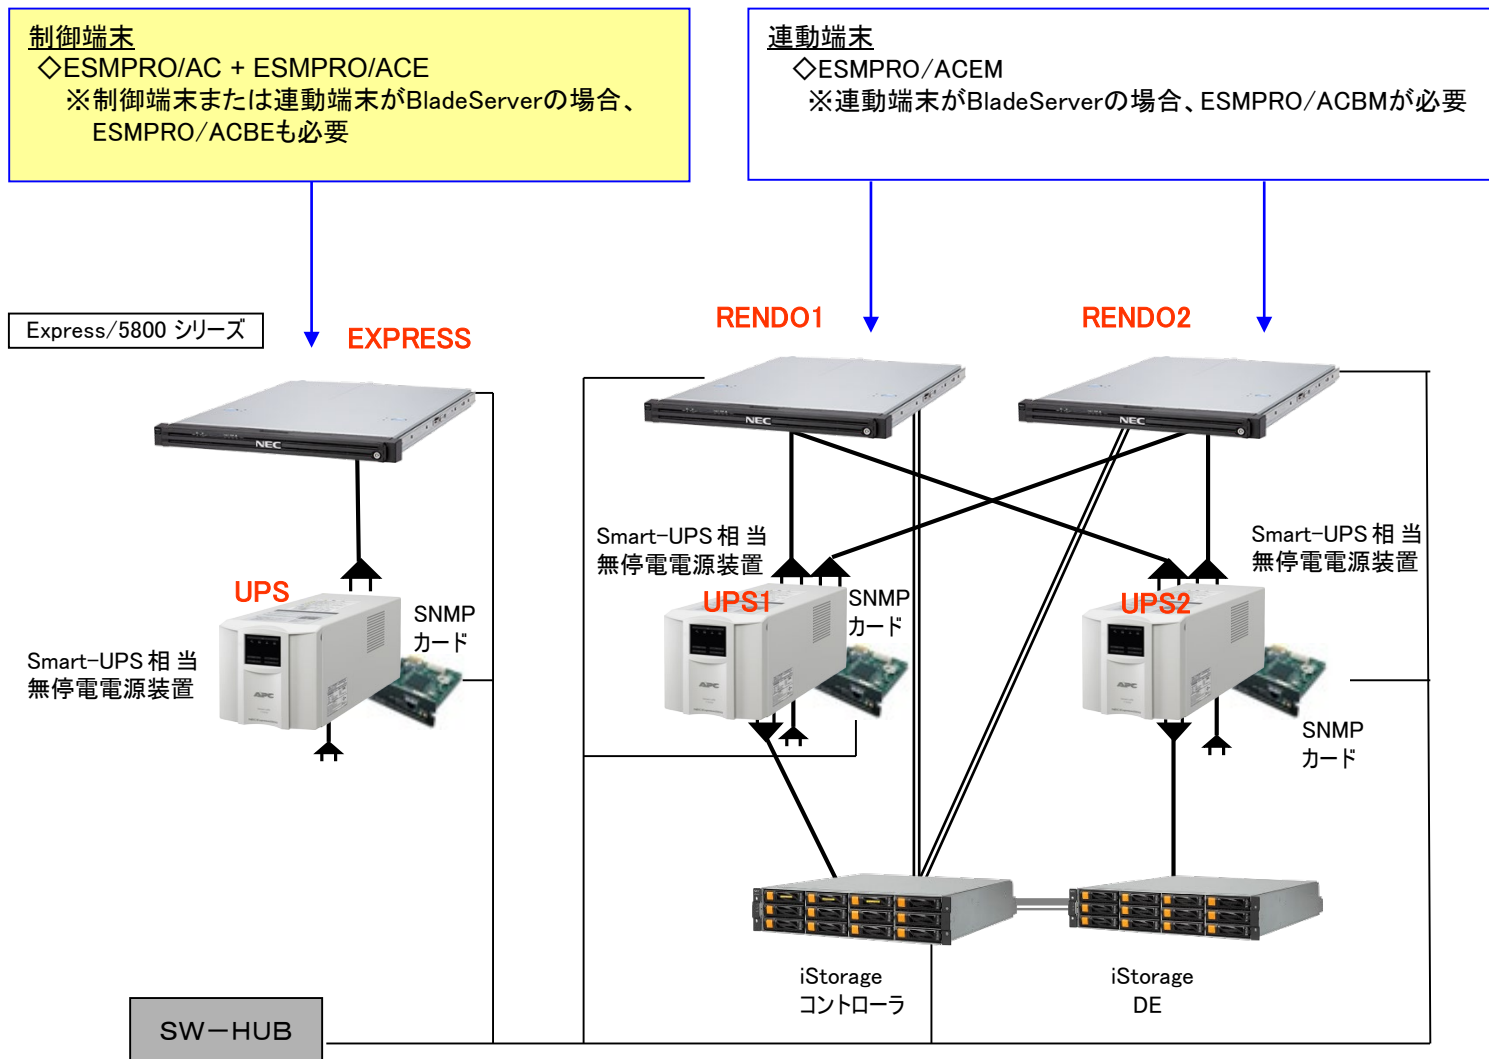 制御端末
◇ESMPRO/AC + ESMPRO/ACE
※制御端末または連動端末がBladeServerの場合、
ESMPRO/ACBEも必要
連動端末
◇ESMPRO/ACEM
※連動端末がBladeServerの場合、ESMPRO/ACBMが必要
Express/5800 シリーズ
EXPRESS
RENDO1
RENDO2
NEC
NEC
NEC
Smart-UPS 相当
無停電電源装置
Smart-UPS 相当
無停電電源装置
UPS
SNMP
カード
UPS1
SNMP
カード
UPS2
Smart-UPS 相当
無停電電源装置
APC
APC
APC
SNMP
カード
iStorage
コントローラ
iStorage
DE
SW－HUB